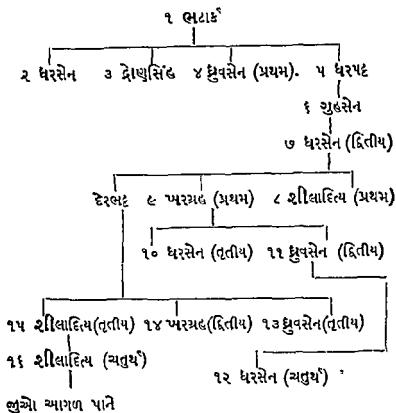 ૧ ભટાર્ક
૨ ધરસેન ૩ દ્રોણસિંહ ૪ ધ્રુવસેન (પ્રથમ). ૫ ધરપટ્ટ
૬ ગુહસેન
૭ ધરસેન (દ્વિતીય)
દેરભટ્ટ ૯ ખરગ્રહ (પ્રથમ) ૮ શીલાદિત્ય (પ્રથમ)
૧૦ ધરસેન (તૃતીય) ૧૧ ધ્રુવસેન (દ્વિતીય)
૧૫ શીલાદિત્ય(તૃતીય) ૧૪ ખરગ્રહ(દ્વિતીય) ૧૩ ધ્રુવસેન(તૃતીય)
૧૬ શીલાદિત્ય (ચતુર્થ)
૧૨ ધરસેન (ચતુર્થ)
જીઓ આગળ પાને